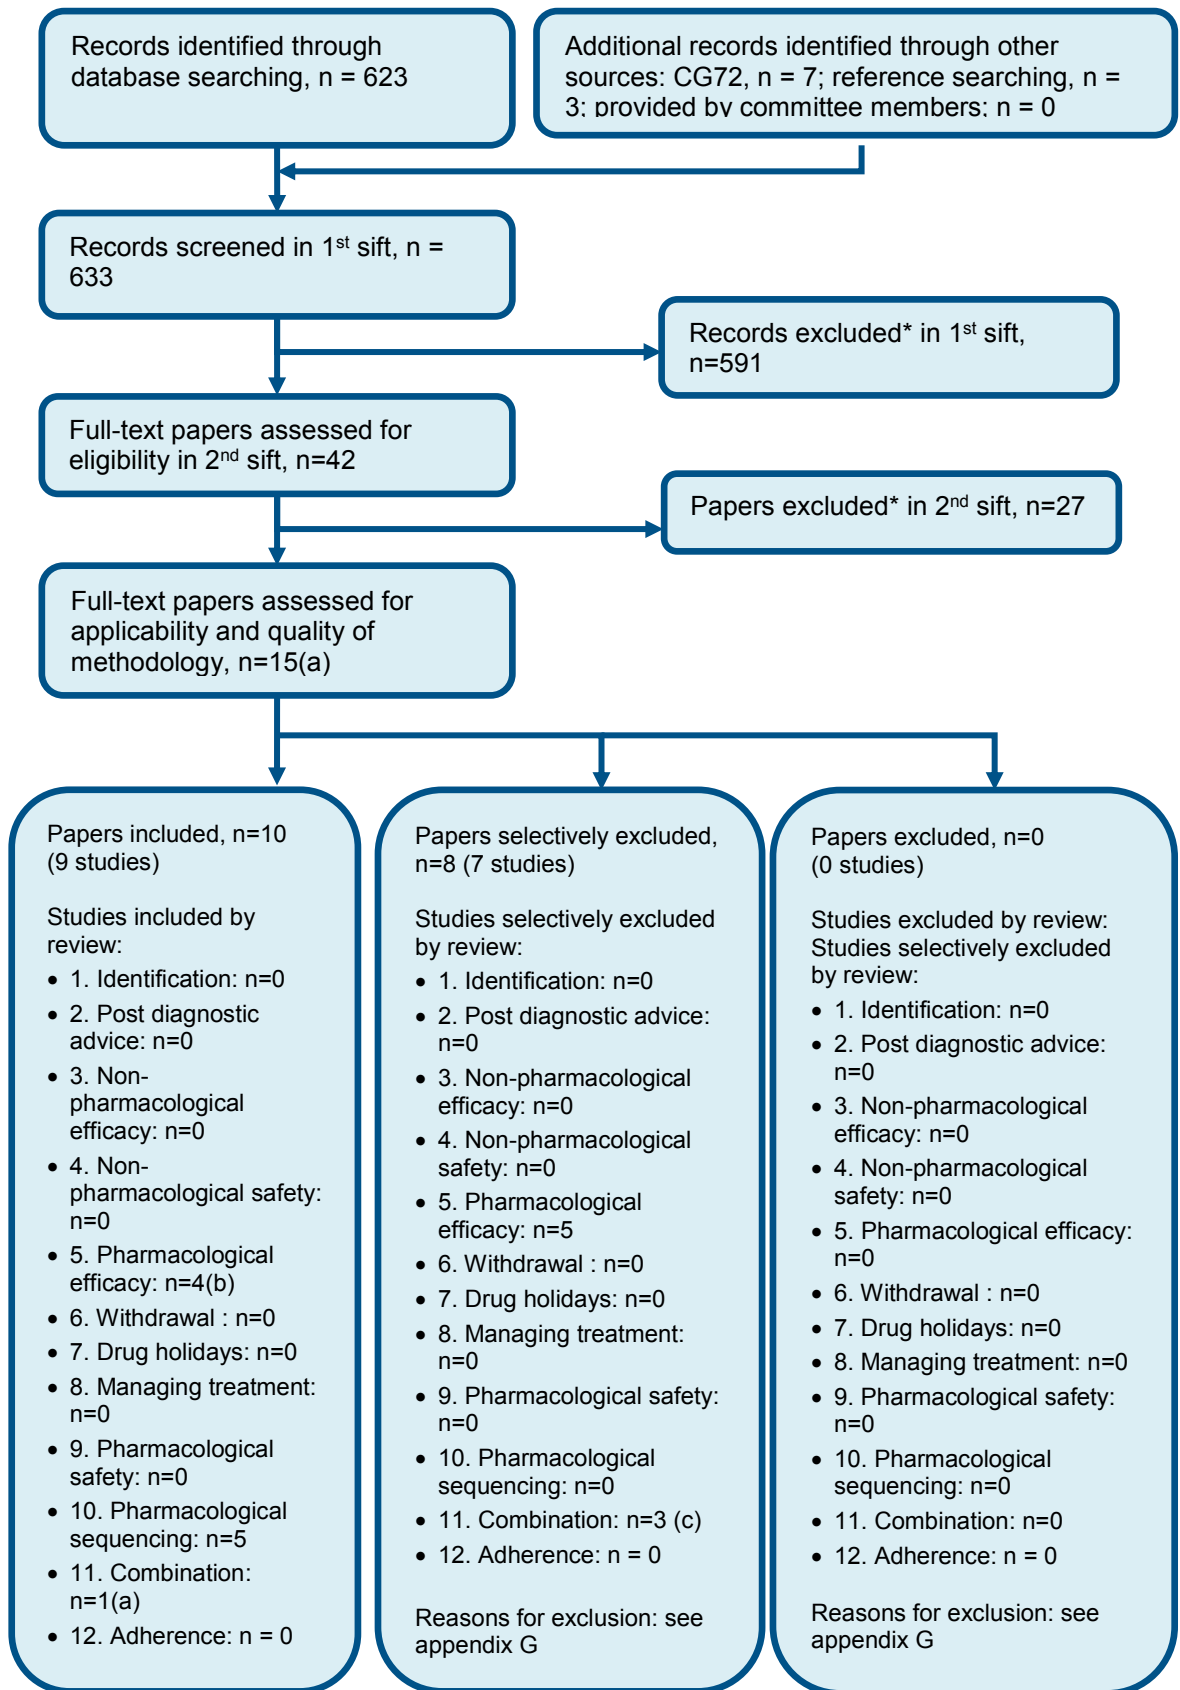 Records identified through
database searching, n = 623
Additional records identified through other
sources: CG72, n = 7; reference searching, n =
3; provided by committee members; n = 0
Records screened in 1st sift, n =
633
Records excluded* in 1st sift,
n=591
Full-text papers assessed for
eligibility in 2nd sift, n=42
Papers excluded* in 2nd sift, n=27
Full-text papers assessed for
applicability and quality of
methodology, n=15(a)
Papers included, n=10
(9 studies)
Studies included by
review:
• 1. Identification: n=0
• 2. Post diagnostic
advice: n=0
• 3. Non-
pharmacological
efficacy: n=0
• 4. Non-
pharmacological safety:
n=0
• 5. Pharmacological
efficacy: n=4(b)
• 6. Withdrawal : n=0
• 7. Drug holidays: n=0
• 8. Managing treatment:
n=0
• 9. Pharmacological
safety: n=0
• 10. Pharmacological
sequencing: n=5
• 11. Combination:
n=1(a)
• 12. Adherence: n = 0
Papers selectively excluded,
n=8 (7 studies)
Studies selectively excluded
by review:
• 1. Identification: n=0
• 2. Post diagnostic advice:
n=0
• 3. Non-pharmacological
efficacy: n=0
• 4. Non-pharmacological
safety: n=0
• 5. Pharmacological
efficacy: n=5
• 6. Withdrawal : n=0
• 7. Drug holidays: n=0
• 8. Managing treatment:
n=0
• 9. Pharmacological safety:
n=0
• 10. Pharmacological
sequencing: n=0
• 11. Combination: n=3 (c)
• 12. Adherence: n = 0
Reasons for exclusion: see
appendix G
Papers excluded, n=0
(0 studies)
Studies excluded by review:
Studies selectively excluded
by review:
• 1. Identification: n=0
• 2. Post diagnostic advice:
n=0
• 3. Non-pharmacological
efficacy: n=0
• 4. Non-pharmacological
safety: n=0
• 5. Pharmacological efficacy:
n=0
• 6. Withdrawal : n=0
• 7. Drug holidays: n=0
• 8. Managing treatment: n=0
• 9. Pharmacological safety:
n=0
• 10. Pharmacological
sequencing: n=0
• 11. Combination: n=0
• 12. Adherence: n = 0
Reasons for exclusion: see
appendix G